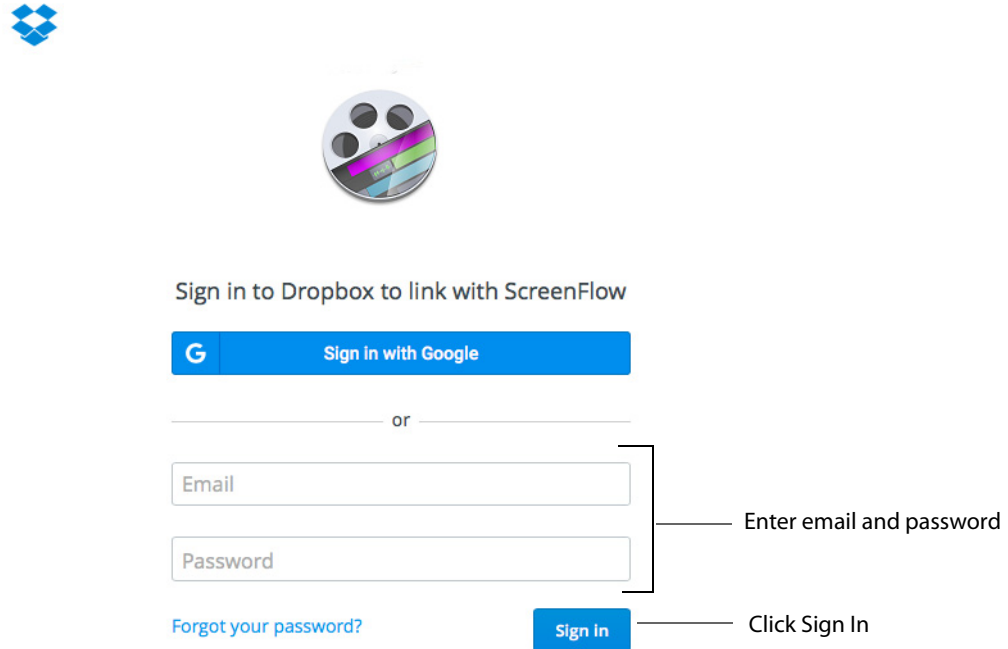 Sign in to Dropbox to link with ScreenFlow
G Sign in with Google
or
Email
Enter email and password
Password
Forgot your password?
Sign in
Click Sign In